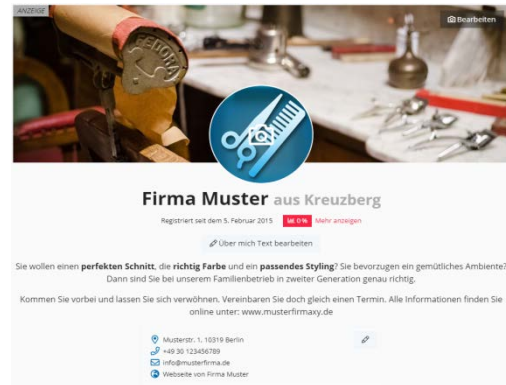 ANZEIGE
Bearbeiten
FEDORA
Firma Muster aus Kreuzberg
Registriert seit dem 5. Februar 2015 0 % Mehr anzeigen
Über mich Text bearbeiten
Sie wollen einen perfekten Schnitt, die richtig Farbe und ein passendes Styling? Sie bevorzugen ein gemütliches Ambiente?
Dann sind Sie bei unserem Familienbetrieb in zweiter Generation genau richtig.
Kommen Sie vorbei und lassen Sie sich verwöhnen. Vereinbaren Sie doch gleich einen Termin. Alle Informationen finden Sie
online unter: www.musterfirmaxy.de
Musterstr. 1, 10319 Berlin
+49 30 123456789
info@musterfirma.de
Webseite von Firma Muster